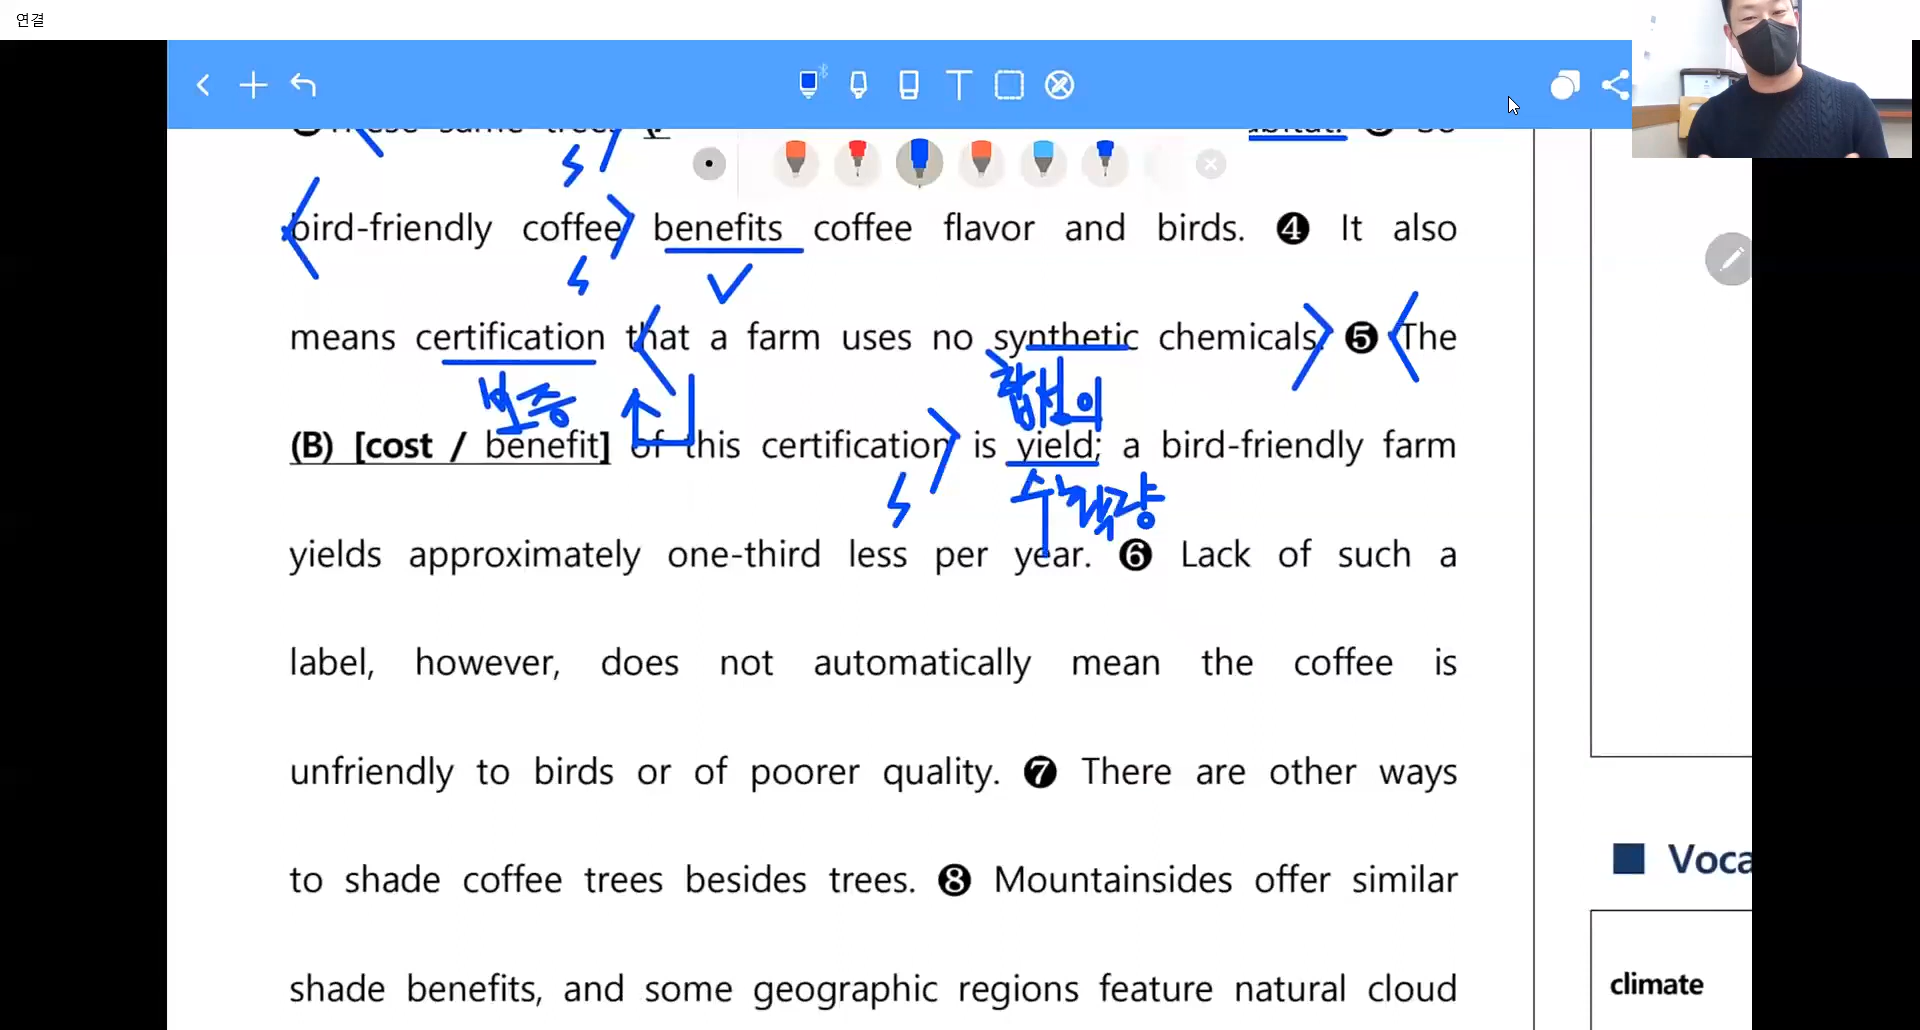 연결
bird-friendly coffee benefits coffee flavor and birds. ❹ It also
means certification that a farm uses no synthetic chemicals. ❺ The
보증
합성의
(B) [cost / benefit] of this certification is yield; a bird-friendly farm
수확량
yields approximately one-third less per year. ❻ Lack of such a
label, however, does not automatically mean the coffee is
unfriendly to birds or of poorer quality. ❼ There are other ways
to shade coffee trees besides trees. ❽ Mountainsides offer similar
shade benefits, and some geographic regions feature natural cloud
Voca
climate